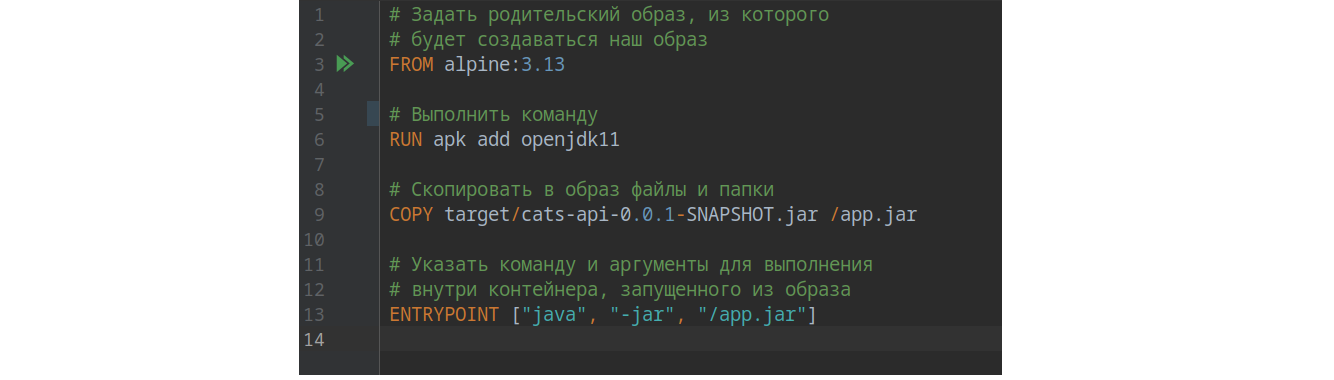 1 # Задать родительский образ, из которого
2 # будет создаваться наш образ
3 FROM alpine:3.13
4
5 # Выполнить команду
6 RUN apk add openjdk11
7
8 # Скопировать в образ файлы и папки
9 COPY target/cats-api-0.0.1-SNAPSHOT.jar /app.jar
10
11 # Указать команду и аргументы для выполнения
12 # внутри контейнера, запущенного из образа
13 ENTRYPOINT ["java", "-jar", "/app.jar"]
14